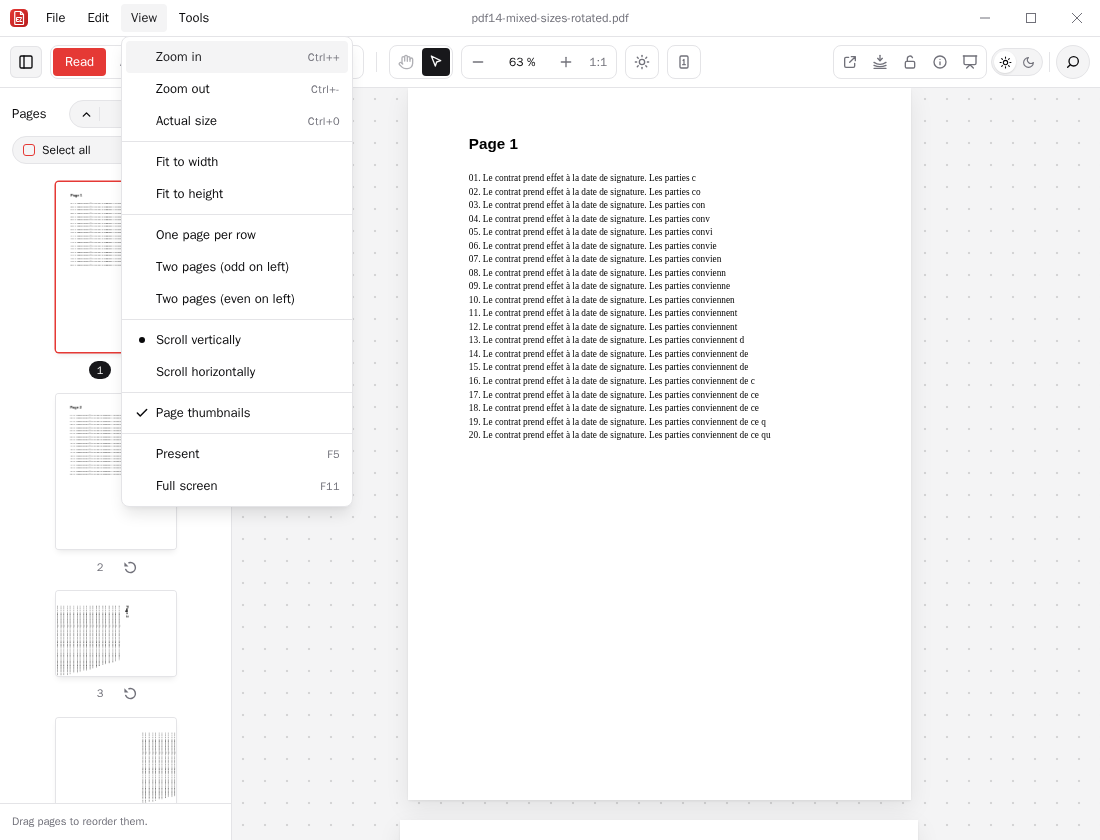 File Edit View Tools
pdf14-mixed-sizes-rotated.pdf
Read
63 %
1:1
Pages
Select all
Zoom in Ctrl++
Zoom out Ctrl+-
Actual size Ctrl+0
Fit to width
Fit to height
One page per row
Two pages (odd on left)
Two pages (even on left)
Scroll vertically
Scroll horizontally
Page thumbnails
Present F5
Full screen F11
Page 1
1
Page 2
2
3
Drag pages to reorder them.
Page 1
01. Le contrat prend effet à la date de signature. Les parties c
02. Le contrat prend effet à la date de signature. Les parties co
03. Le contrat prend effet à la date de signature. Les parties con
04. Le contrat prend effet à la date de signature. Les parties conv
05. Le contrat prend effet à la date de signature. Les parties convi
06. Le contrat prend effet à la date de signature. Les parties convie
07. Le contrat prend effet à la date de signature. Les parties convien
08. Le contrat prend effet à la date de signature. Les parties convienn
09. Le contrat prend effet à la date de signature. Les parties convienne
10. Le contrat prend effet à la date de signature. Les parties conviennen
11. Le contrat prend effet à la date de signature. Les parties conviennent
12. Le contrat prend effet à la date de signature. Les parties conviennent
13. Le contrat prend effet à la date de signature. Les parties conviennent d
14. Le contrat prend effet à la date de signature. Les parties conviennent de
15. Le contrat prend effet à la date de signature. Les parties conviennent de
16. Le contrat prend effet à la date de signature. Les parties conviennent de c
17. Le contrat prend effet à la date de signature. Les parties conviennent de ce
18. Le contrat prend effet à la date de signature. Les parties conviennent de ce
19. Le contrat prend effet à la date de signature. Les parties conviennent de ce q
20. Le contrat prend effet à la date de signature. Les parties conviennent de ce qu